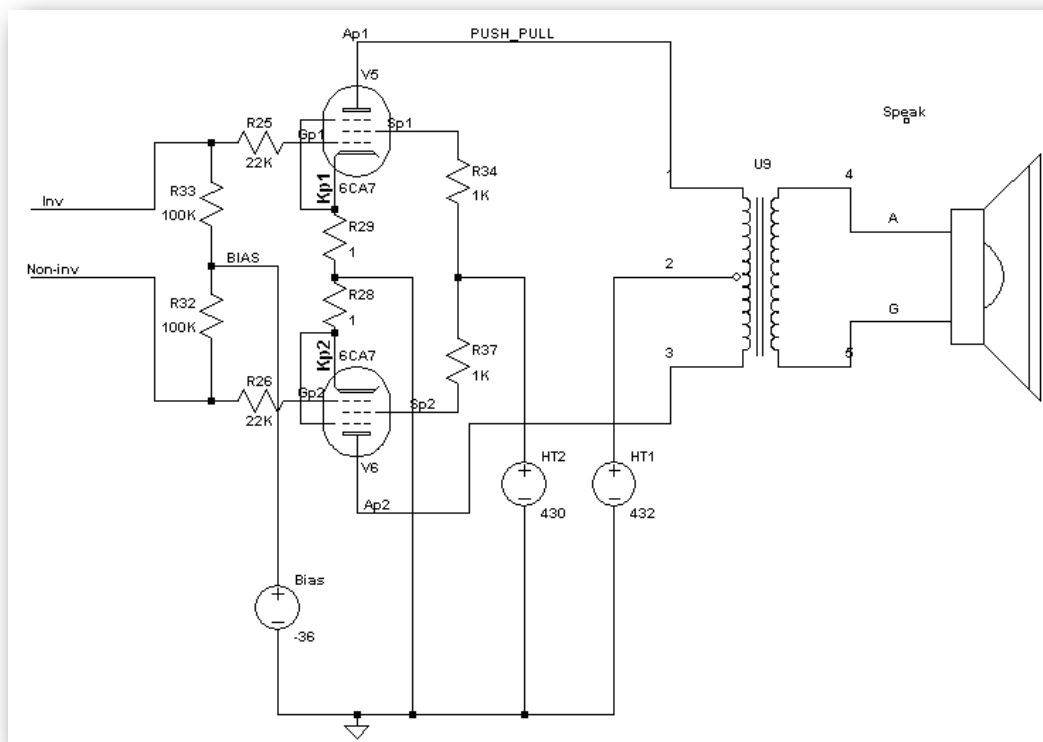 Ap1
PUSH_PULL
V5
R25
Gp1
Sp1
22K
6CA7
Kp1
R34
1K
Speak
U9
1
4
Inv
R33
100K
R29
1
A
Non-inv
BIAS
2
R32
100K
R28
1
G
Kp2
6CA7
R37
1K
3
5
R26
Gp2
Sp2
22K
V6
HT2
HT1
Ap2
430
432
Bias
-36